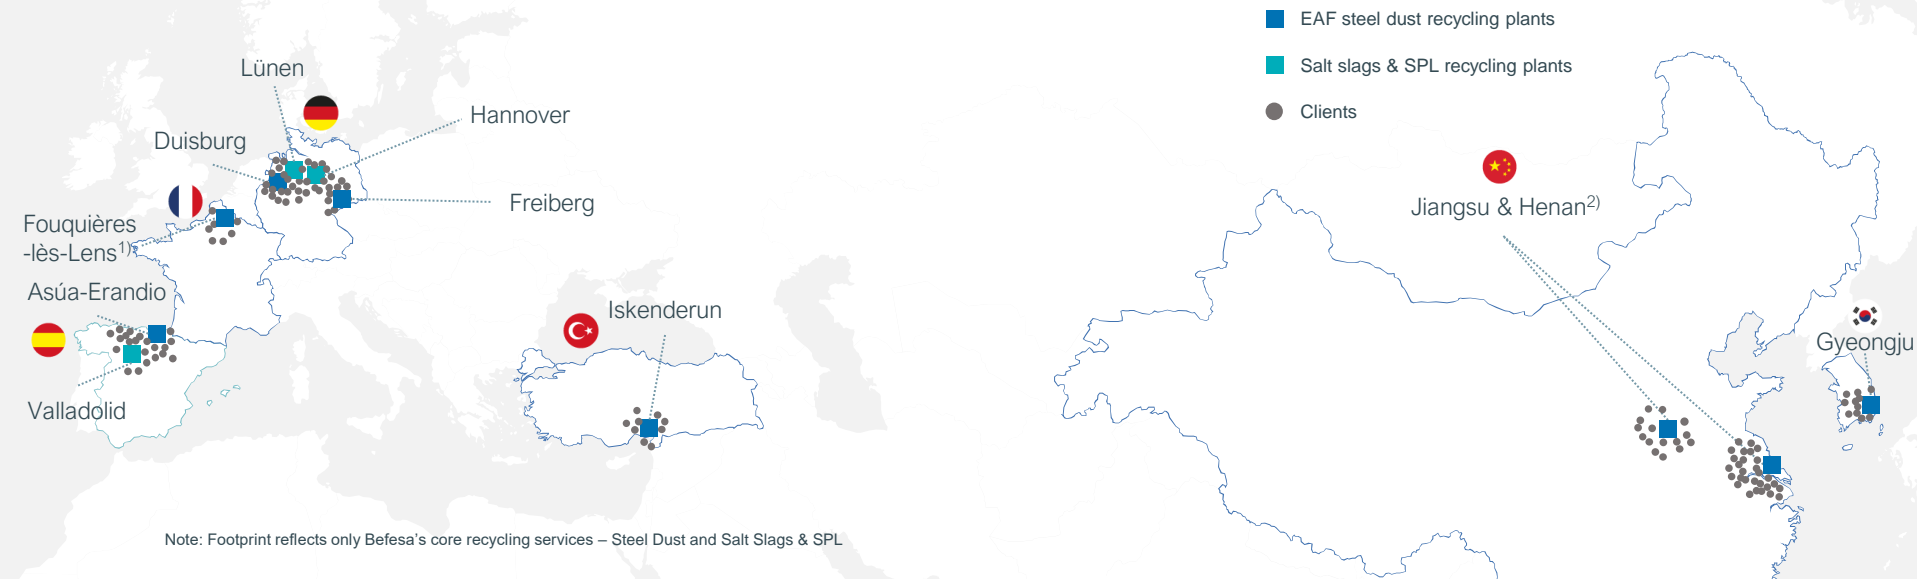 EAF steel dust recycling plants
Salt slags & SPL recycling plants
Clients
Lünen
Hannover
Duisburg
Freiberg
Fouquières
-lès-Lens1)
Asúa-Erandio
Valladolid
Iskenderun
Jiangsu & Henan2)
Gyeongju
Note: Footprint reflects only Befesa's core recycling services – Steel Dust and Salt Slags & SPL